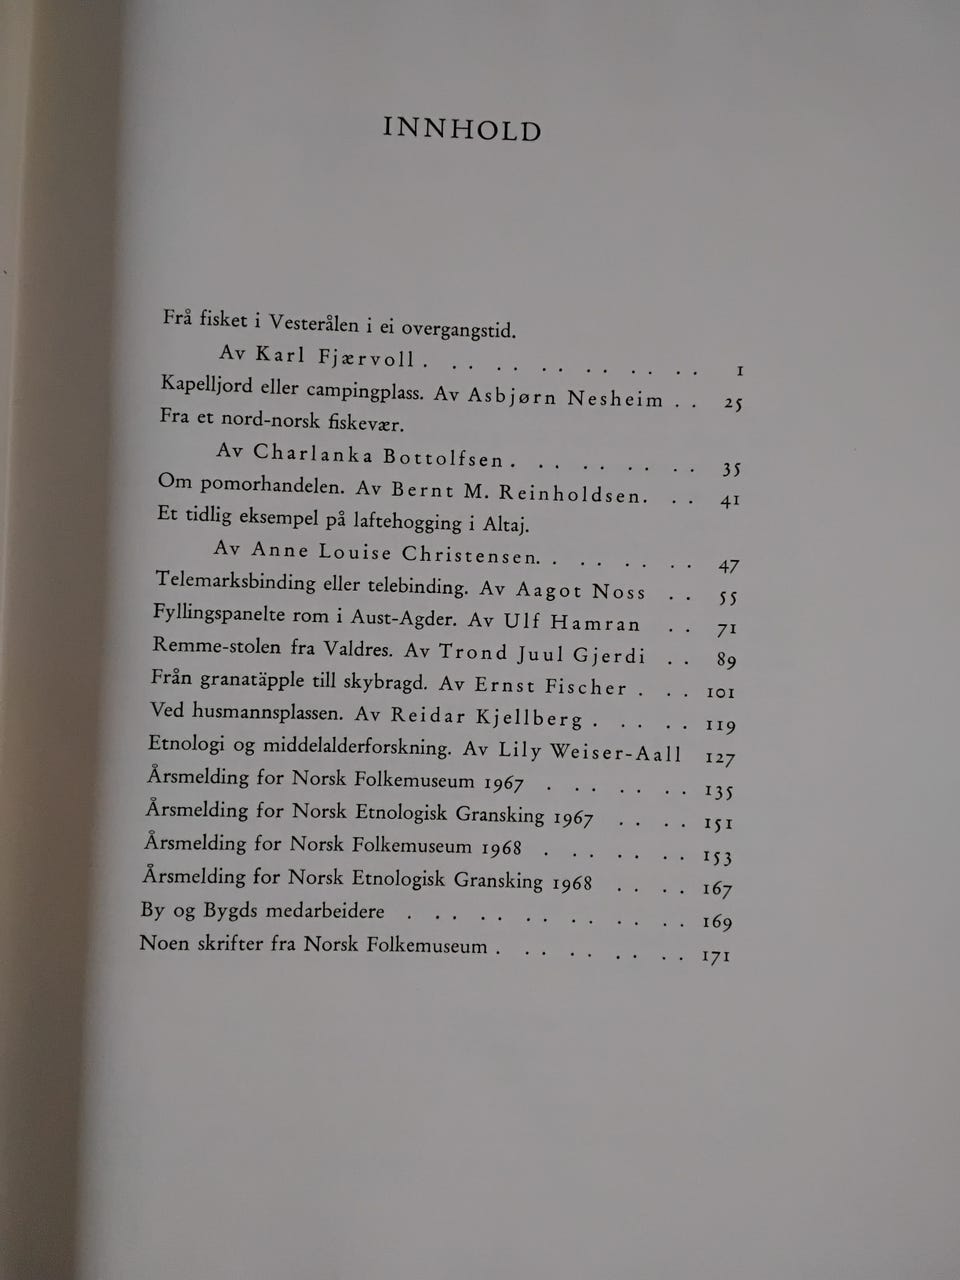 INNHOLD
Frå fisket i Vesterålen i ei overgangstid.
Av Karl Fjærvoll . . . . . . . . . . . . 1
Kapelljord eller campingplass. Av Asbjørn Nesheim . . 25
Fra et nord-norsk fiskevær.
Av Charlanka Bottolfsen . . . . . . . . . 35
Om pomorhandelen. Av Bernt M. Reinholdsen. . . 41
Et tidlig eksempel på laftehogging i Altaj.
Av Anne Louise Christensen. . . . . . . . 47
Telemarksbinding eller telebinding. Av Aagot Noss . . 55
Fyllingspanelte rom i Aust-Agder. Av Ulf Hamran . . 71
Remme-stolen fra Valdres. Av Trond Juul Gjerdi . . 89
Från granatäpple till skybragd. Av Ernst Fischer . . . 101
Ved husmannsplassen. Av Reidar Kjellberg . . . . . 119
Etnologi og middelalderforskning. Av Lily Weiser-Aall 127
Årsmelding for Norsk Folkemuseum 1967 . . . . . . . 135
Årsmelding for Norsk Etnologisk Gransking 1967 . . . . 151
Årsmelding for Norsk Folkemuseum 1968 . . . . . . . 153
Årsmelding for Norsk Etnologisk Gransking 1968 . . . . 167
By og Bygds medarbeidere . . . . . . . . . . . . . 169
Noen skrifter fra Norsk Folkemuseum . . . . . . . . . 171